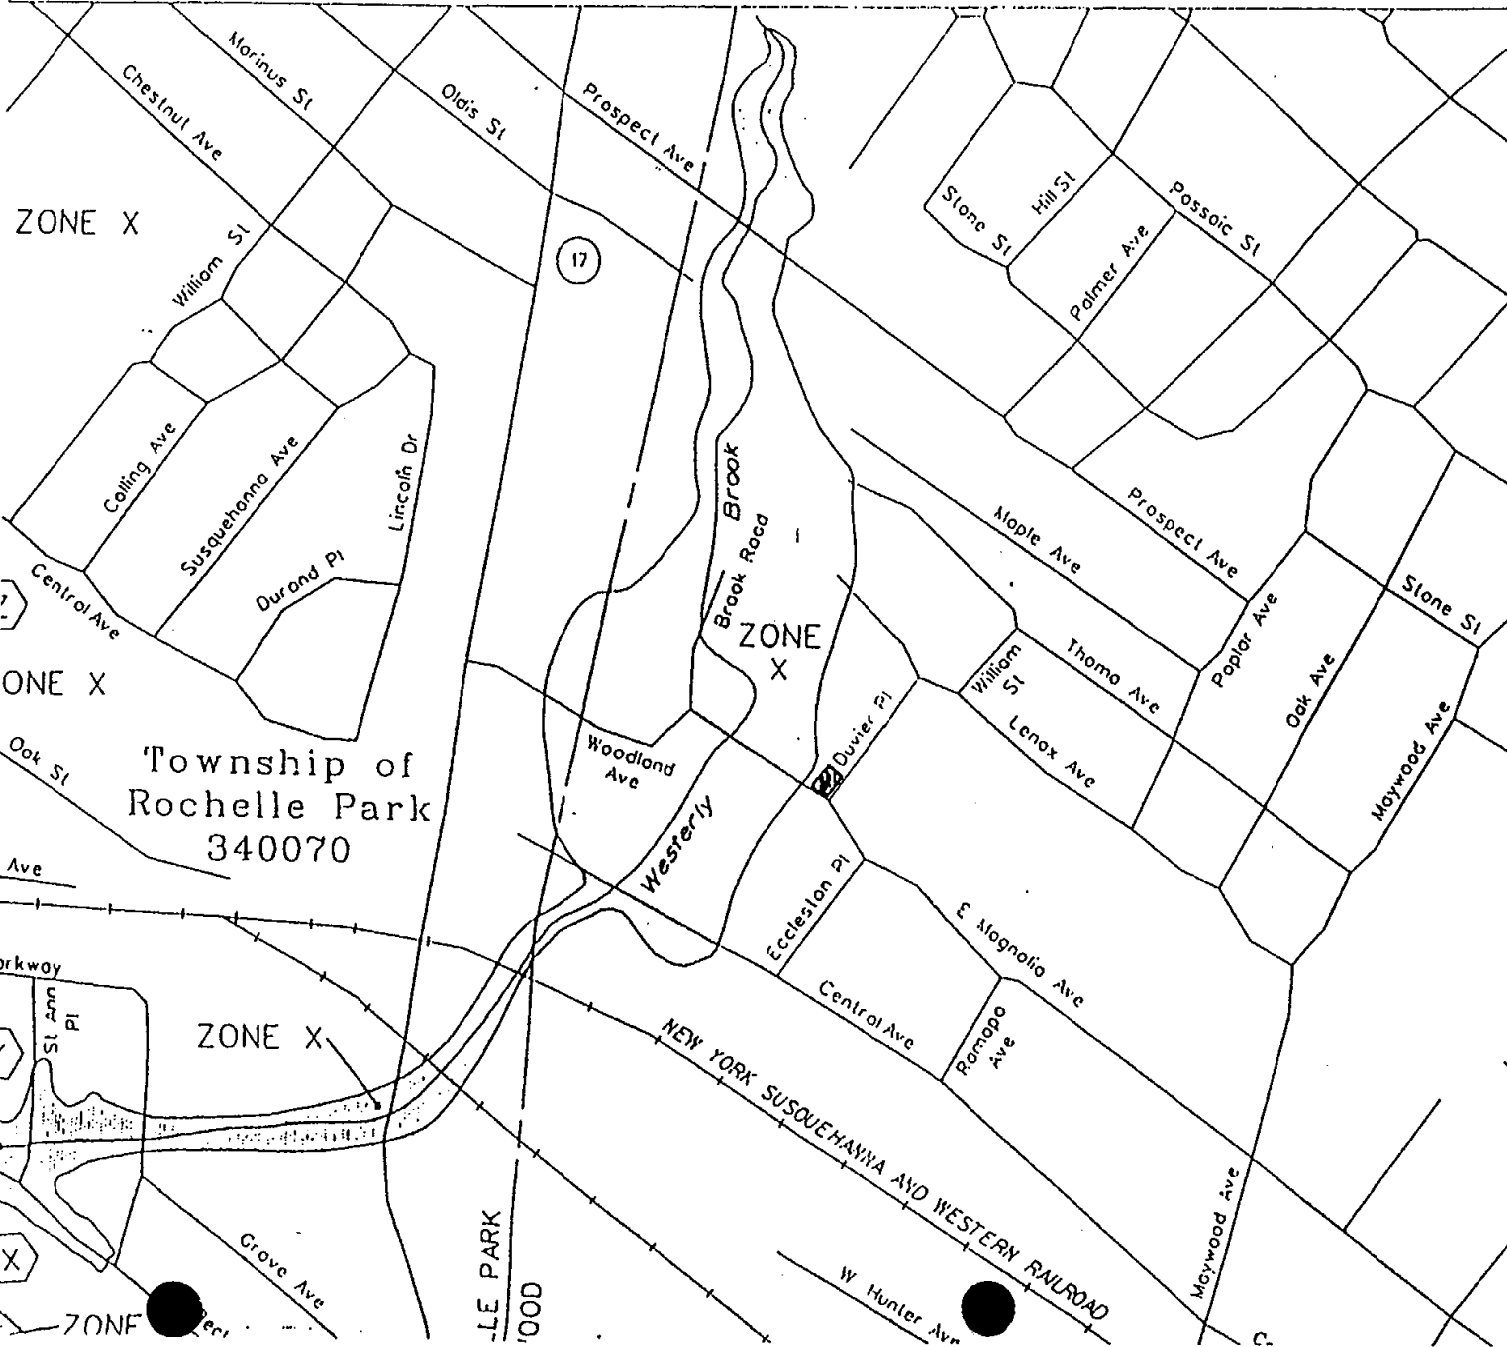 Marinus St
Chestnut Ave
Oldis St
Prospect Ave
ZONE X
William St
17
Stone St
Hill St
Passaic St
Palmer Ave
Calling Ave
Susquehanna Ave
Lincoln Dr
Durand Pl
Central Ave
Brook
Brook Road
ZONE
X
Maple Ave
Prospect Ave
Stone St
Poplar Ave
Oak Ave
Maywood Ave
William
St
Thoma Ave
Lenox Ave
ONE X
Oak St
Township of
Rochelle Park
340070
Woodland
Ave
Duvier Pl
Westerly
Ave
Eccleston Pl
E Magnolia Ave
Central Ave
Ramapo
Ave
rkway
St Ann
Pl
ZONE X
NEW YORK SUSQUEHANNA AND WESTERN RAILROAD
Maywood Ave
X
Grove Ave
ZONE
LLE PARK
OOD
W Hunter Ave